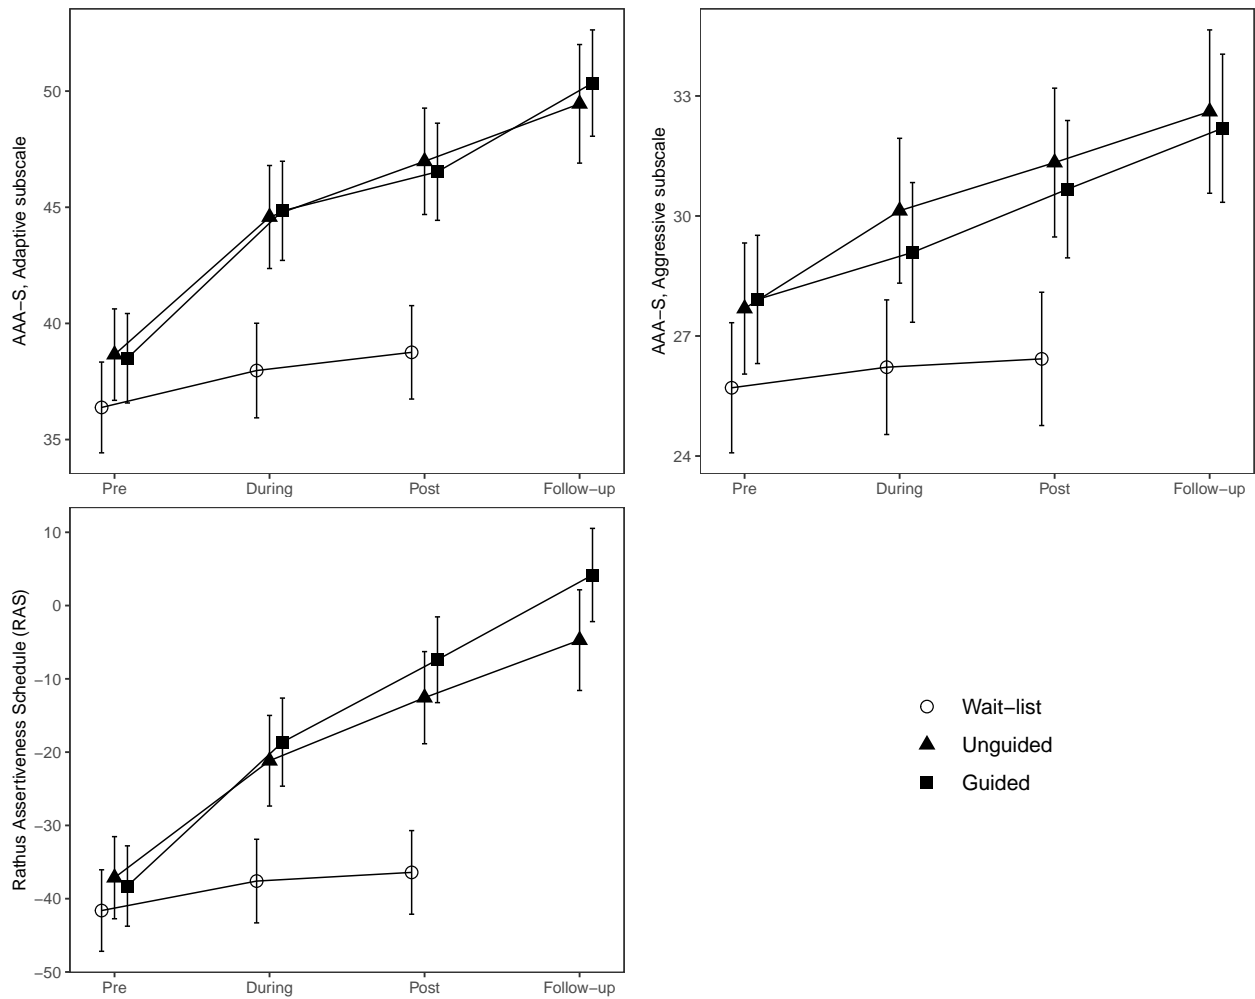 AAA−S, Adaptive subscale
50
45
40
35
Pre During Post Follow−up
AAA−S, Aggressive subscale
33
30
27
24
Pre During Post Follow−up
Rathus Assertiveness Schedule (RAS)
10
0
−10
−20
−30
−40
−50
Pre During Post Follow−up
Wait−list
Unguided
Guided